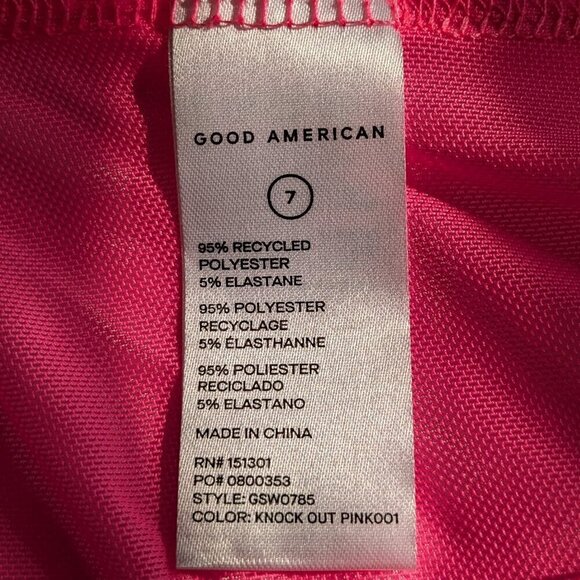 GOOD AMERICAN
7
95% RECYCLED
POLYESTER
5% ELASTANE
95% POLYESTER
RECYCLAGE
5% ÉLASTHANNE
95% POLIESTER
RECICLADO
5% ELASTANO
MADE IN CHINA
RN# 151301
PO# 0800353
STYLE: GSW0785
COLOR: KNOCK OUT PINK001